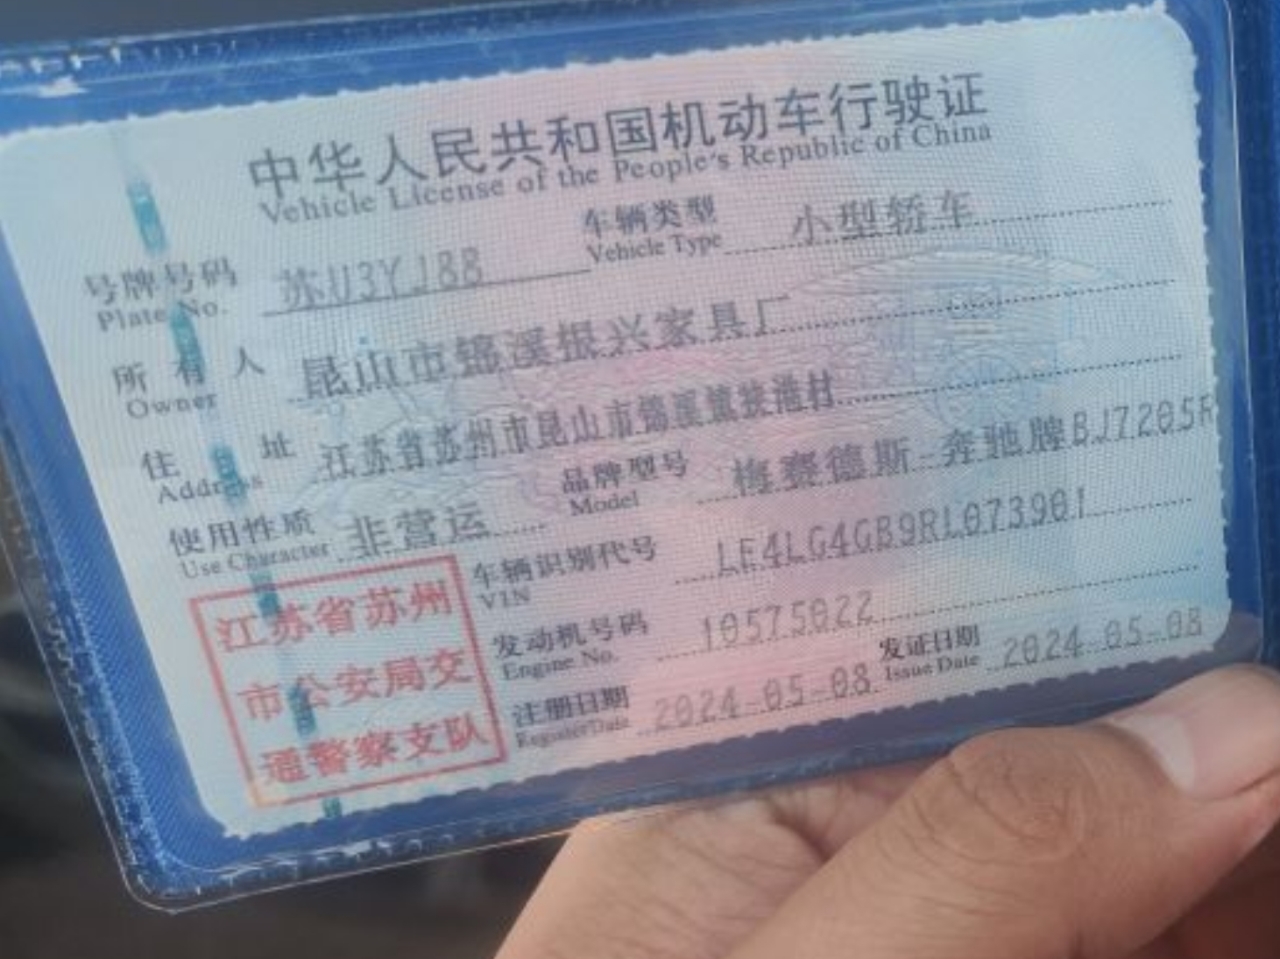 中华人民共和国机动车行驶证
Vehicle License of the People's Republic of China
号牌号码 苏U3YJ88 车辆类型 小型轿车
Plate No. Vehicle Type
所有人 昆山市锦溪振兴家具厂
Owner
住址 江苏省苏州市昆山市锦溪镇狭港村
Address
使用性质 非营运 品牌型号 梅赛德斯-奔驰牌BJ7205
Use Character Model
车辆识别代号 LE4LG4GB9RL073901
VIN
发动机号码 10575022
Engine No.
注册日期 2024-05-08 发证日期 2024-05-08
Register Date Issue Date
江苏省苏州
市公安局交
通警察支队